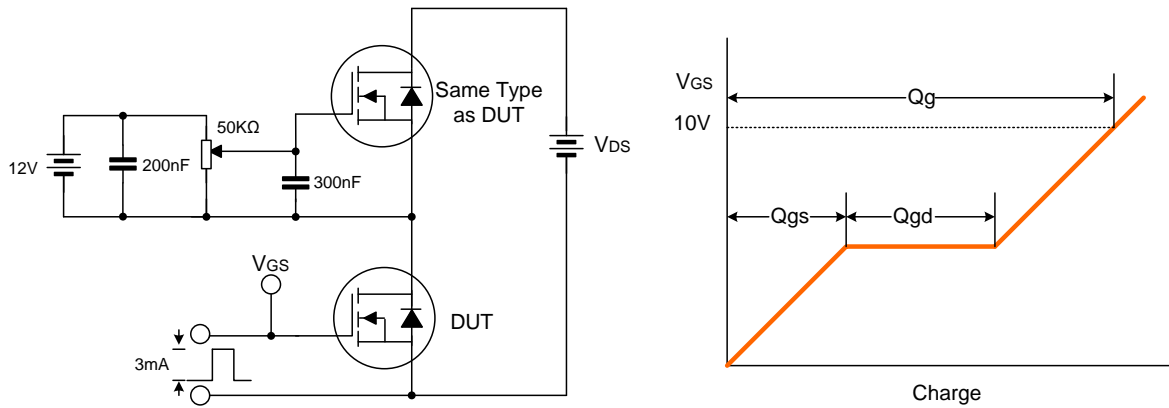 Same Type
as DUT
50KΩ
12V
200nF
300nF
VDS
VGS
DUT
3mA
VGS
Qg
10V
Qgs
Qgd
Charge